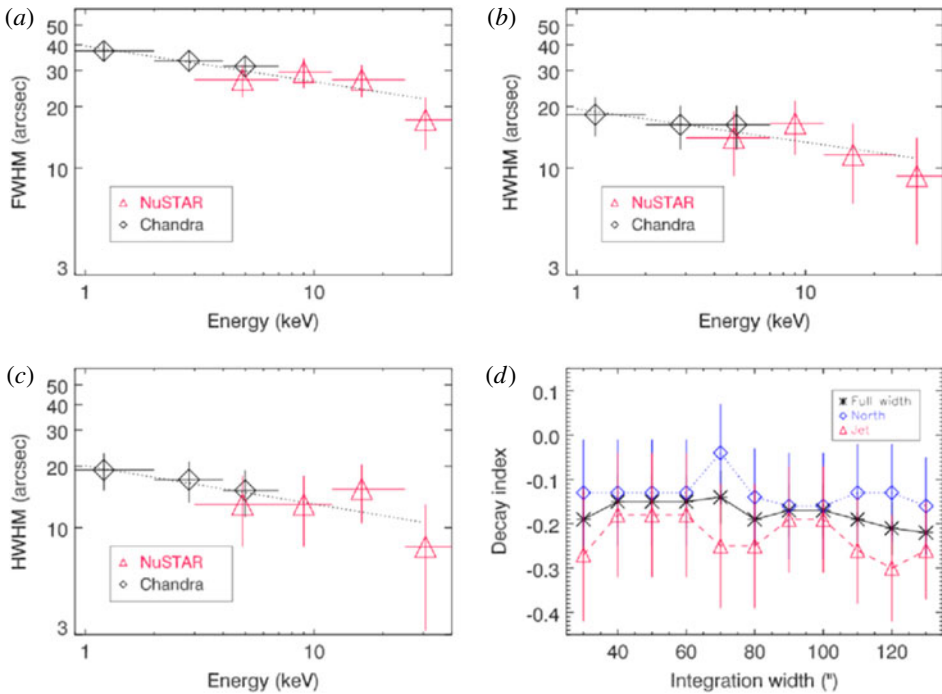 (a)
50
40
30
20
10
3
FWHM (arcsec)
NuSTAR
Chandra
1
10
Energy (keV)
(b)
50
40
30
20
10
3
HWHM (arcsec)
NuSTAR
Chandra
1
10
Energy (keV)
(c)
50
40
30
20
10
3
HWHM (arcsec)
NuSTAR
Chandra
1
10
Energy (keV)
(d)
0.1
0.0
-0.1
-0.2
-0.3
-0.4
Decay index
Full width
North
Jet
40
60
80
100
120
Integration width (")